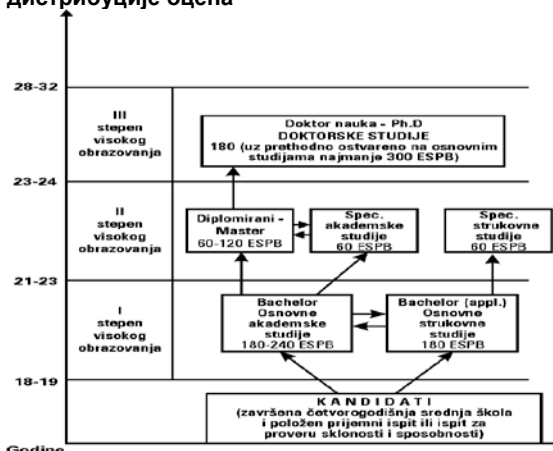 дистрибуције оцена
28-32
III
stepen
visokog
obrazovanja
Doktor nauka - Ph.D
DOKTORSKE STUDIJE
180 (uz prethodno ostvareno na osnovnim
studijama najmanje 300 ESPB)
23-24
II
stepen
visokog
obrazovanja
Diplomirani -
Master
60-120 ESPB
Spec.
akademske
studije
60 ESPB
Spec.
strukovne
studije
60 ESPB
21-23
I
stepen
visokog
obrazovanja
Bachelor
Osnovne
akademske
studije
180-240 ESPB
Bachelor (appl.)
Osnovne
strukovne
studije
180 ESPB
18-19
KANDIDATI
(završena četvorogodišnja srednja škola
i položen prijemni ispit ili ispit za
proveru sklonosti i sposobnosti)
Godine